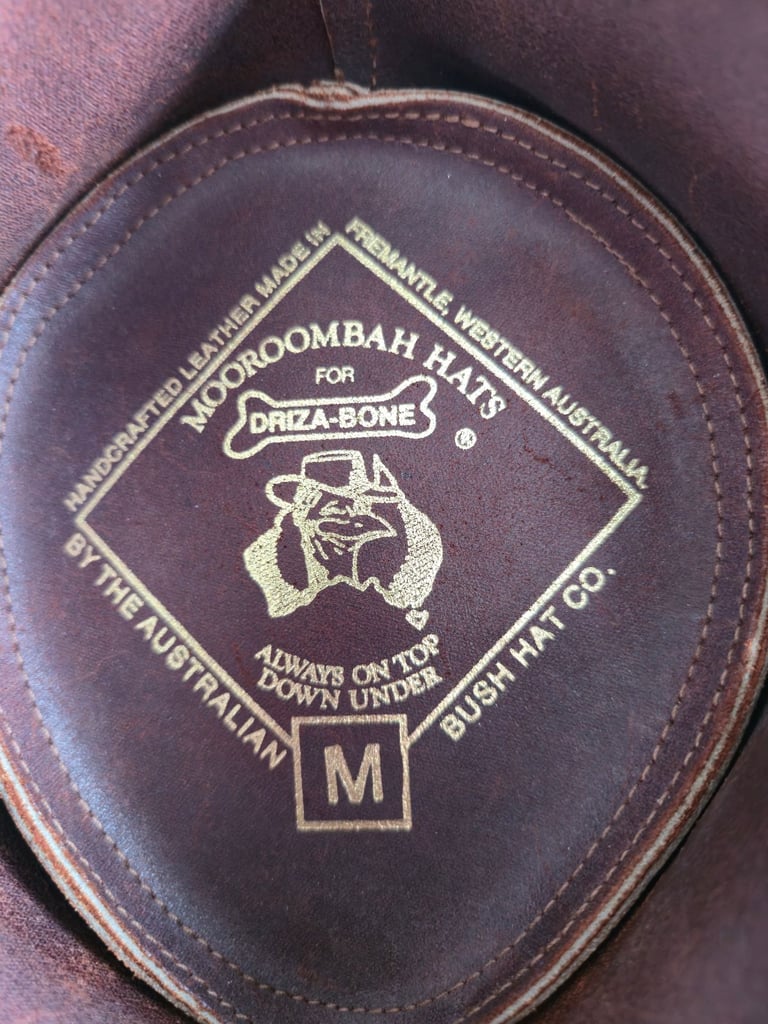 HANDCRAFTED LEATHER MADE IN
FREMANTLE, WESTERN AUSTRALIA.
MOOROOMBAH HATS
FOR
DRIZA-BONE
®
ALWAYS ON TOP
DOWN UNDER
BY THE AUSTRALIAN
BUSH HAT CO.
M